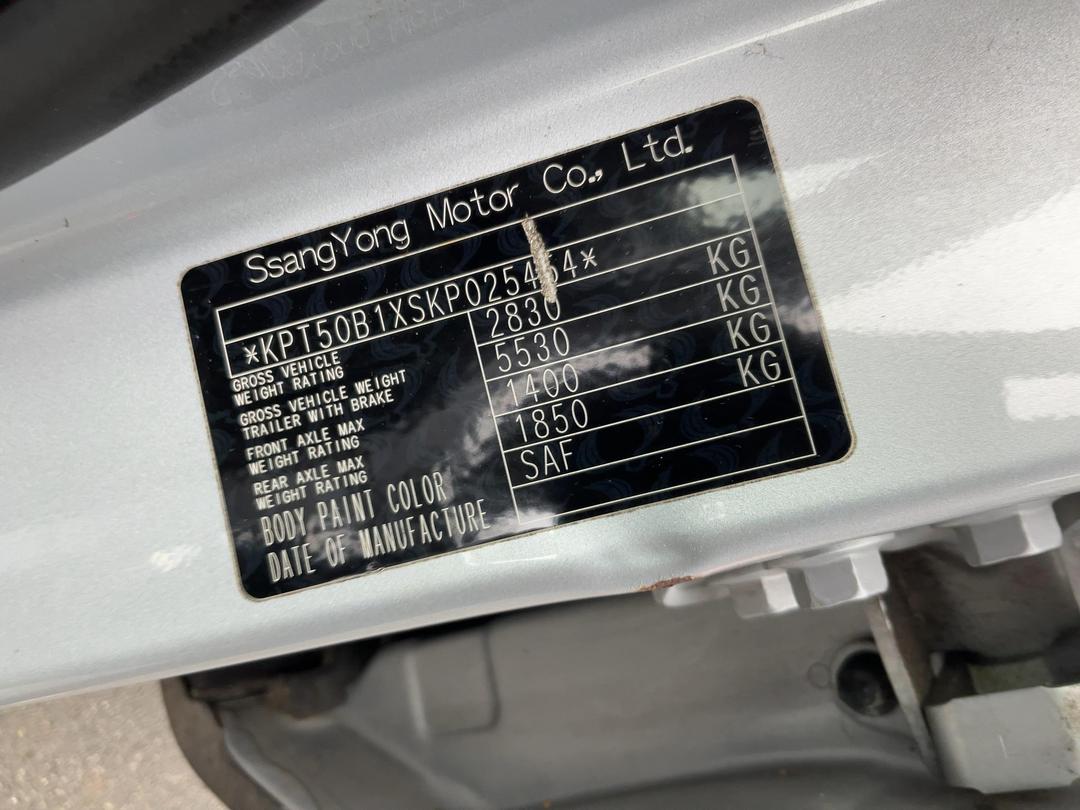 SsangYong Motor Co., Ltd.
*KPT50B1XSKP025454*
GROSS VEHICLE
WEIGHT RATING 2830 KG
GROSS VEHICLE WEIGHT
TRAILER WITH BRAKE 5530 KG
FRONT AXLE MAX
WEIGHT RATING 1400 KG
REAR AXLE MAX
WEIGHT RATING 1850 KG
BODY PAINT COLOR SAF
DATE OF MANUFACTURE